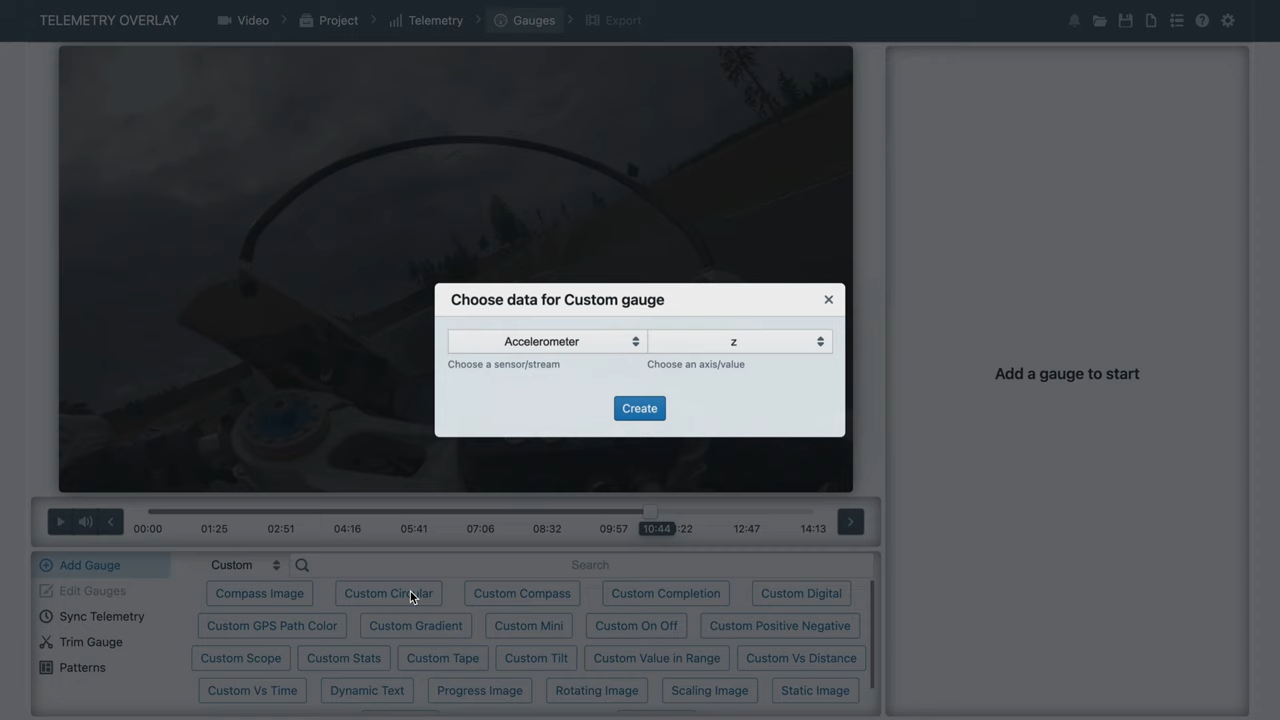 TELEMETRY OVERLAY Video Project Telemetry Gauges Export
Choose data for Custom gauge
Accelerometer z
Choose a sensor/stream Choose an axis/value
Create
Add a gauge to start
00:00 01:25 02:51 04:16 05:41 07:06 08:32 09:57 10:44 :22 12:47 14:13
Add Gauge Custom Search
Edit Gauges
Sync Telemetry
Trim Gauge
Patterns
Compass Image Custom Circular Custom Compass Custom Completion Custom Digital
Custom GPS Path Color Custom Gradient Custom Mini Custom On Off Custom Positive Negative
Custom Scope Custom Stats Custom Tape Custom Tilt Custom Value in Range Custom Vs Distance
Custom Vs Time Dynamic Text Progress Image Rotating Image Scaling Image Static Image